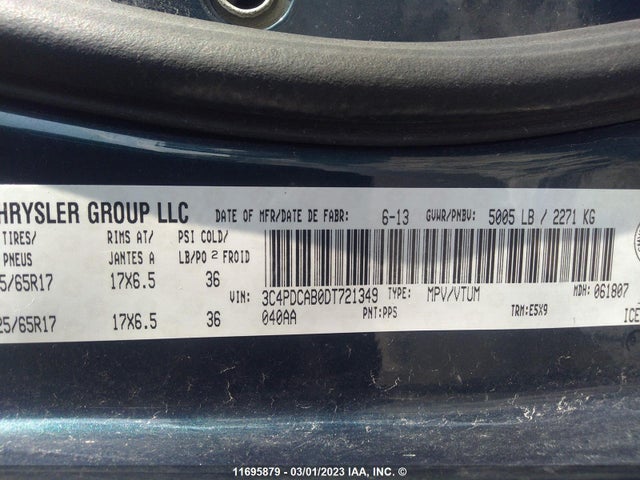 HRYSLER GROUP LLC DATE OF MFR/DATE DE FABR: 6-13 GVWR/PNBV: 5005 LB / 2271 KG
TIRES/ RIMS AT/ PSI COLD/
PNEUS JANTES A LB/PO 2 FROID
5/65R17 17X6.5 36
VIN: 3C4PDCAB0DT721349 TYPE: MPV/VTUM MDH: 061807
25/65R17 17X6.5 36 040AA PNT:PPS TRM:E5X9 ICE
11695879 - 03/01/2023 IAA, INC. ©